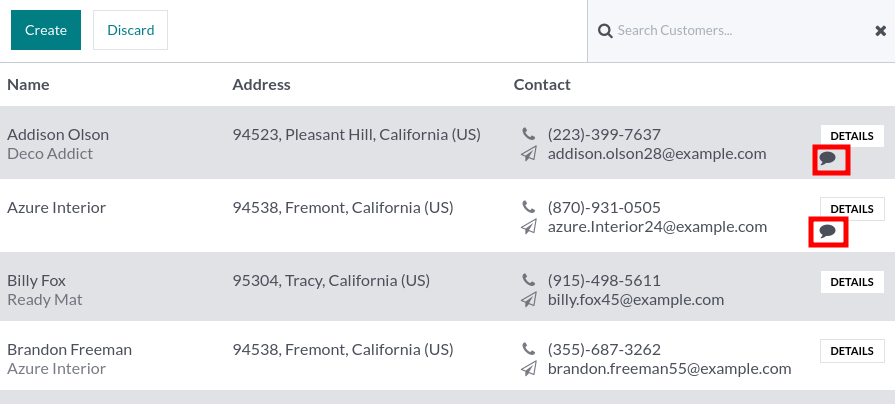 Create Discard Search Customers...
Name Address Contact
Addison Olson 94523, Pleasant Hill, California (US) (223)-399-7637 DETAILS
Deco Addict addison.olson28@example.com
Azure Interior 94538, Fremont, California (US) (870)-931-0505 DETAILS
azure.Interior24@example.com
Billy Fox 95304, Tracy, California (US) (915)-498-5611 DETAILS
Ready Mat billy.fox45@example.com
Brandon Freeman 94538, Fremont, California (US) (355)-687-3262 DETAILS
Azure Interior brandon.freeman55@example.com